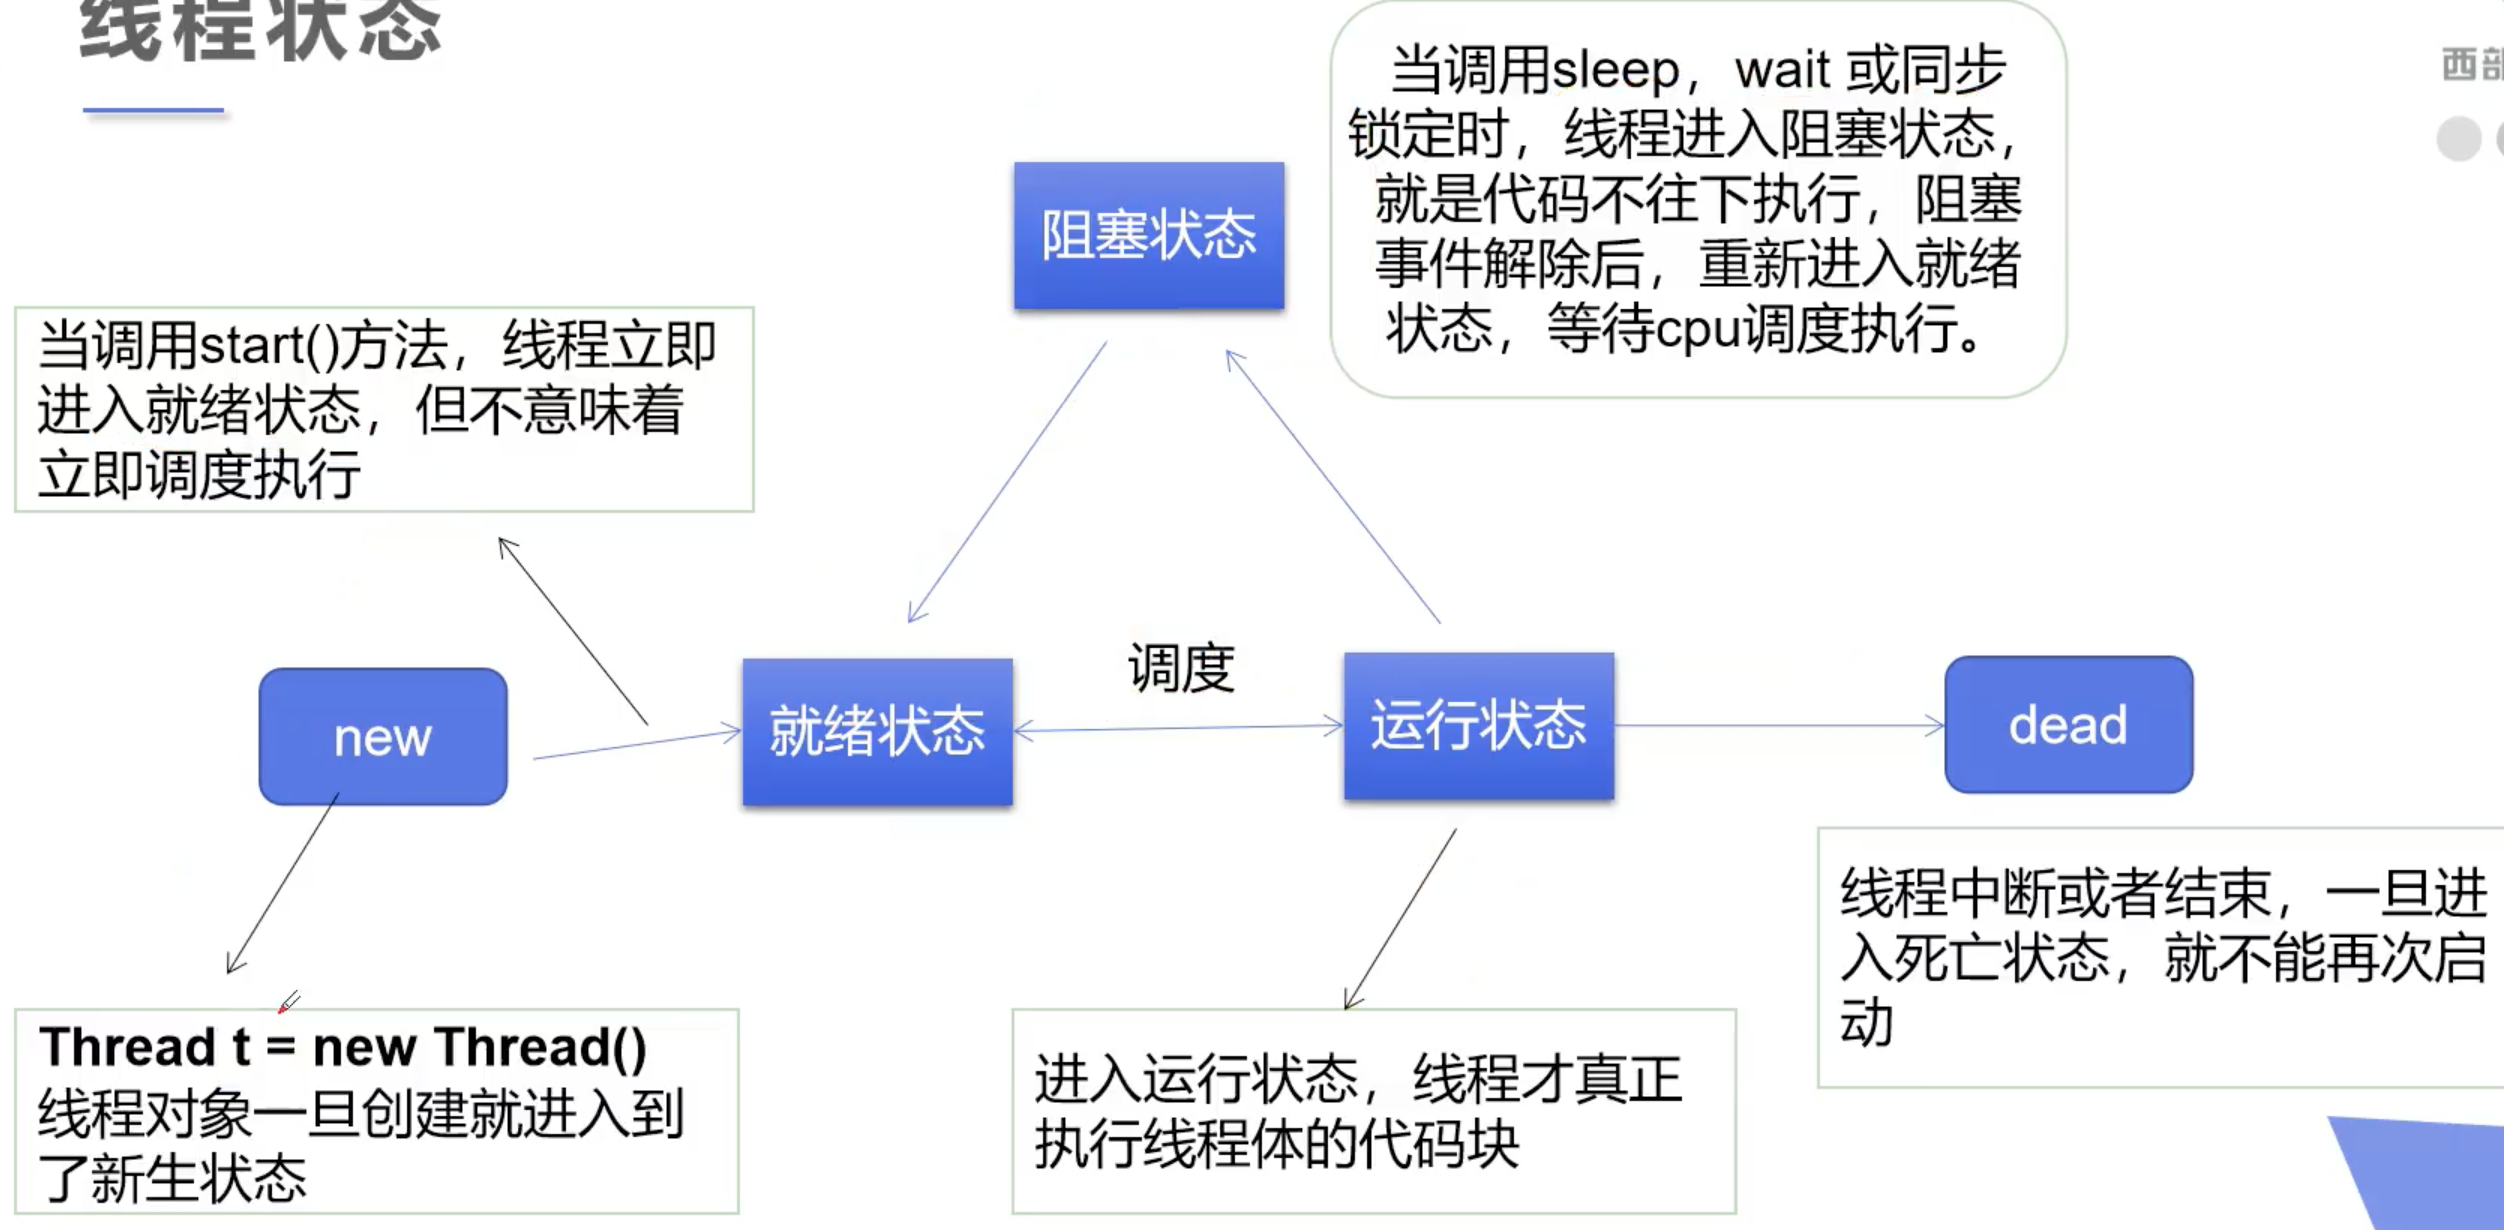 线程状态
西部
当调用sleep，wait 或同步
锁定时，线程进入阻塞状态，
就是代码不往下执行，阻塞
事件解除后，重新进入就绪
状态，等待cpu调度执行。
阻塞状态
当调用start()方法，线程立即
进入就绪状态，但不意味着
立即调度执行
调度
new
就绪状态
运行状态
dead
线程中断或者结束，一旦进
入死亡状态，就不能再次启
动
Thread t = new Thread()
线程对象一旦创建就进入到
了新生状态
进入运行状态，线程才真正
执行线程体的代码块